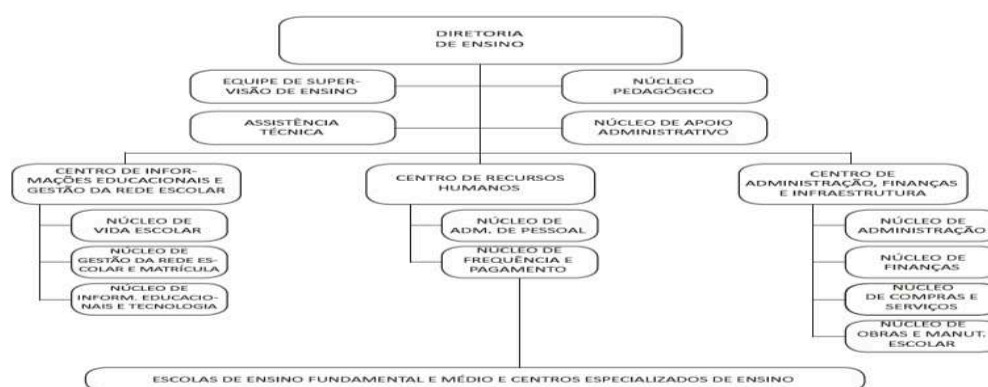 DIRETORIA
DE ENSINO
EQUIPE DE SUPER-
VISÃO DE ENSINO
NÚCLEO
PEDAGÓGICO
ASSISTÊNCIA
TÉCNICA
NÚCLEO DE APOIO
ADMINISTRATIVO
CENTRO DE INFOR-
MAÇÕES EDUCACIONAIS E
GESTÃO DA REDE ESCOLAR
NÚCLEO DE
VIDA ESCOLAR
NÚCLEO DE
GESTÃO DA REDE ES-
COLAR E MATRÍCULA
NÚCLEO DE
INFORM. EDUCACIO-
NAIS E TECNOLOGIA
CENTRO DE RECURSOS
HUMANOS
NÚCLEO DE
ADM. DE PESSOAL
NÚCLEO DE
FREQUÊNCIA E
PAGAMENTO
CENTRO DE
ADMINISTRAÇÃO, FINANÇAS
E INFRAESTRUTURA
NÚCLEO DE
ADMINISTRAÇÃO
NÚCLEO DE
FINANÇAS
NÚCLEO
DE COMPRAS E
SERVIÇOS
NÚCLEO DE
OBRAS E MANUT.
ESCOLAR
ESCOLAS DE ENSINO FUNDAMENTAL E MÉDIO E CENTROS ESPECIALIZADOS DE ENSINO